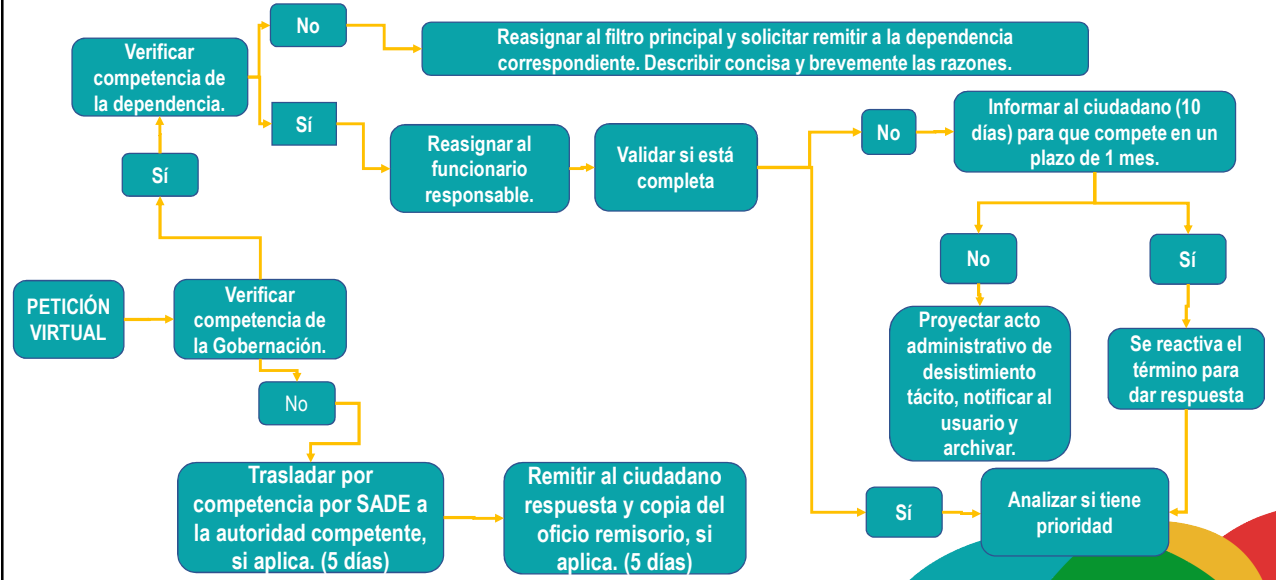 No
Reasignar al filtro principal y solicitar remitir a la dependencia
correspondiente. Describir concisa y brevemente las razones.
Verificar
competencia de
la dependencia.
Sí
Reasignar al
funcionario
responsable.
Validar si está
completa
No
Informar al ciudadano (10
días) para que compete en un
plazo de 1 mes.
Sí
No
Sí
PETICIÓN
VIRTUAL
Verificar
competencia de
la Gobernación.
Proyectar acto
administrativo de
desistimiento
tácito, notificar al
usuario y
archivar.
Se reactiva el
término para
dar respuesta
No
Trasladar por
competencia por SADE a
la autoridad competente,
si aplica. (5 días)
Remitir al ciudadano
respuesta y copia del
oficio remisorio, si
aplica. (5 días)
Sí
Analizar si tiene
prioridad